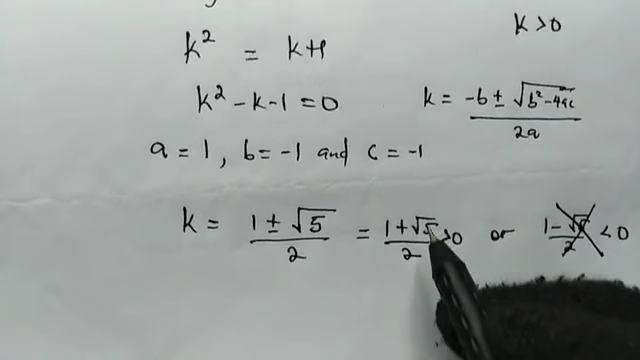 k > 0
k² = k+1
k² - k - 1 = 0
k = (-b ± √(b²-4ac))/2a
a = 1, b = -1 and c = -1
k = (1 ± √5)/2 = (1+√5)/2 > 0 or (1-√5)/2 < 0